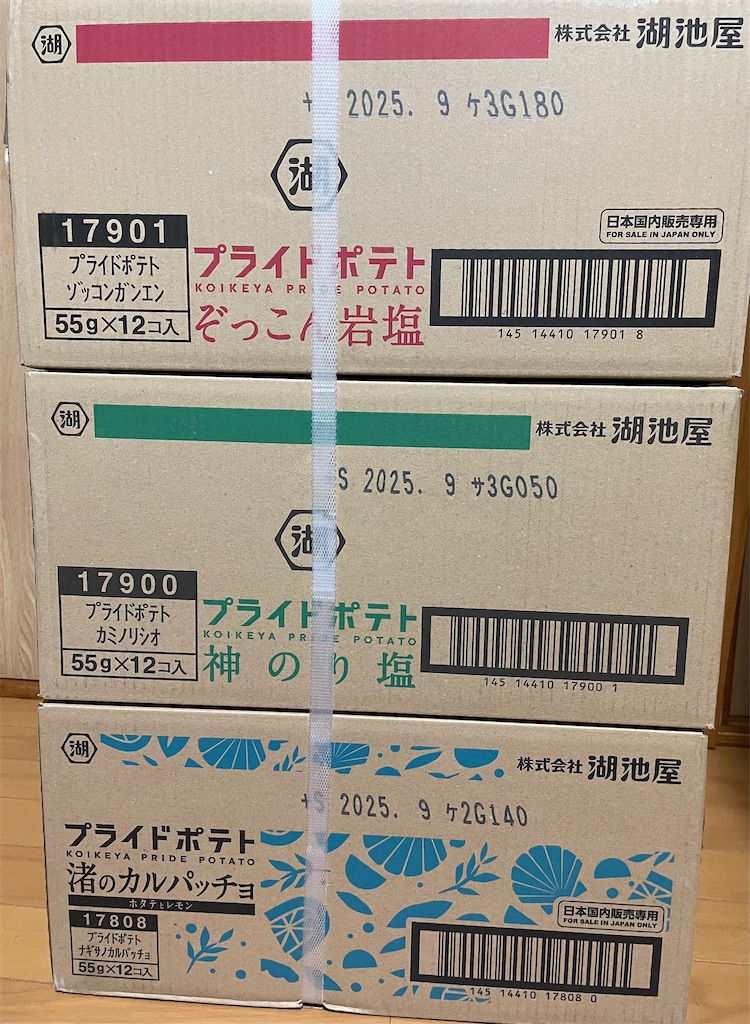 湖
株式会社 湖池屋
+S 2025. 9 ケ3G180
湖
日本国内販売専用
FOR SALE IN JAPAN ONLY
17901
プライドポテト
ゾッコンガンエン
55g×12コ入
プライドポテト
KOIKEYA PRIDE POTATO
ぞっこん岩塩
145 14410 17901 8
湖
株式会社 湖池屋
+S 2025. 9 サ3G050
湖
17900
プライドポテト
カミノリシオ
55g×12コ入
プライドポテト
KOIKEYA PRIDE POTATO
神のり塩
145 14410 17900 1
湖
株式会社 湖池屋
+S 2025. 9 ケ2G140
プライドポテト
KOIKEYA PRIDE POTATO
渚のカルパッチョ
ホタテとレモン
17808
プライドポテト
ナギサノカルパッチョ
55g×12コ入
日本国内販売専用
FOR SALE IN JAPAN ONLY
145 14410 17808 0